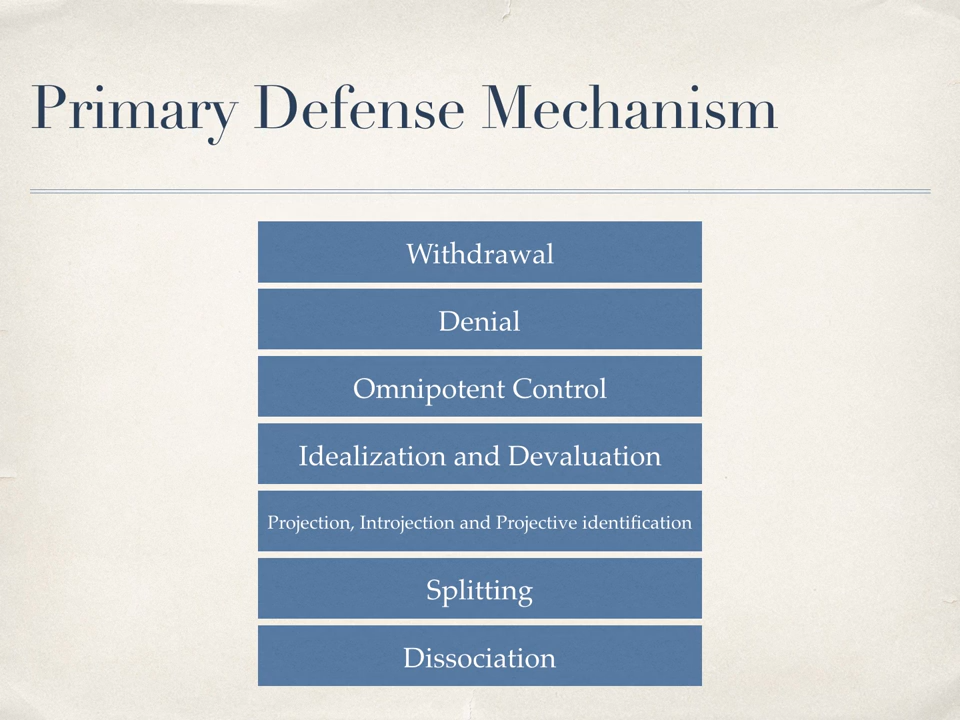 Primary Defense Mechanism
Withdrawal
Denial
Omnipotent Control
Idealization and Devaluation
Projection, Introjection and Projective identification
Splitting
Dissociation